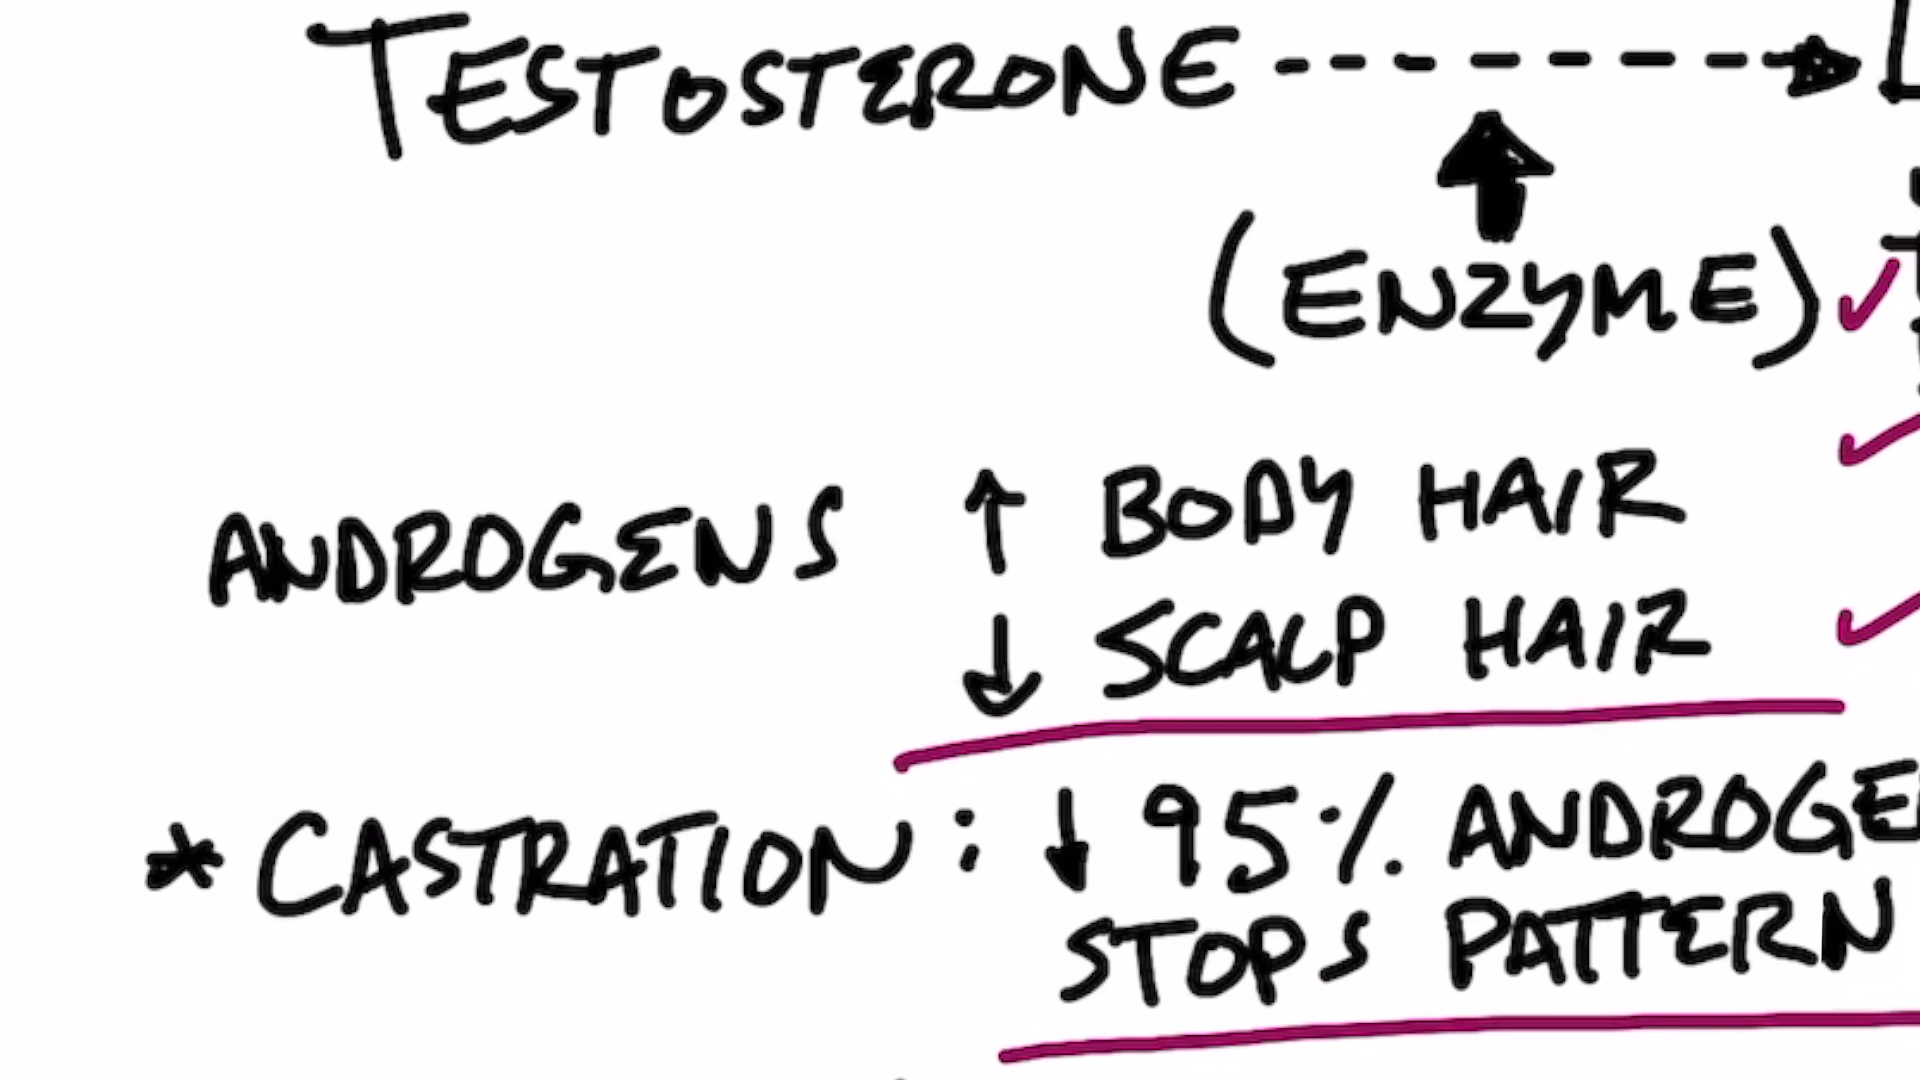 TESTOSTERONE
(ENZYME)
ANDROGENS ↑ BODY HAIR
↓ SCALP HAIR
* CASTRATION : ↓ 95% ANDROGE
STOPS PATTERN